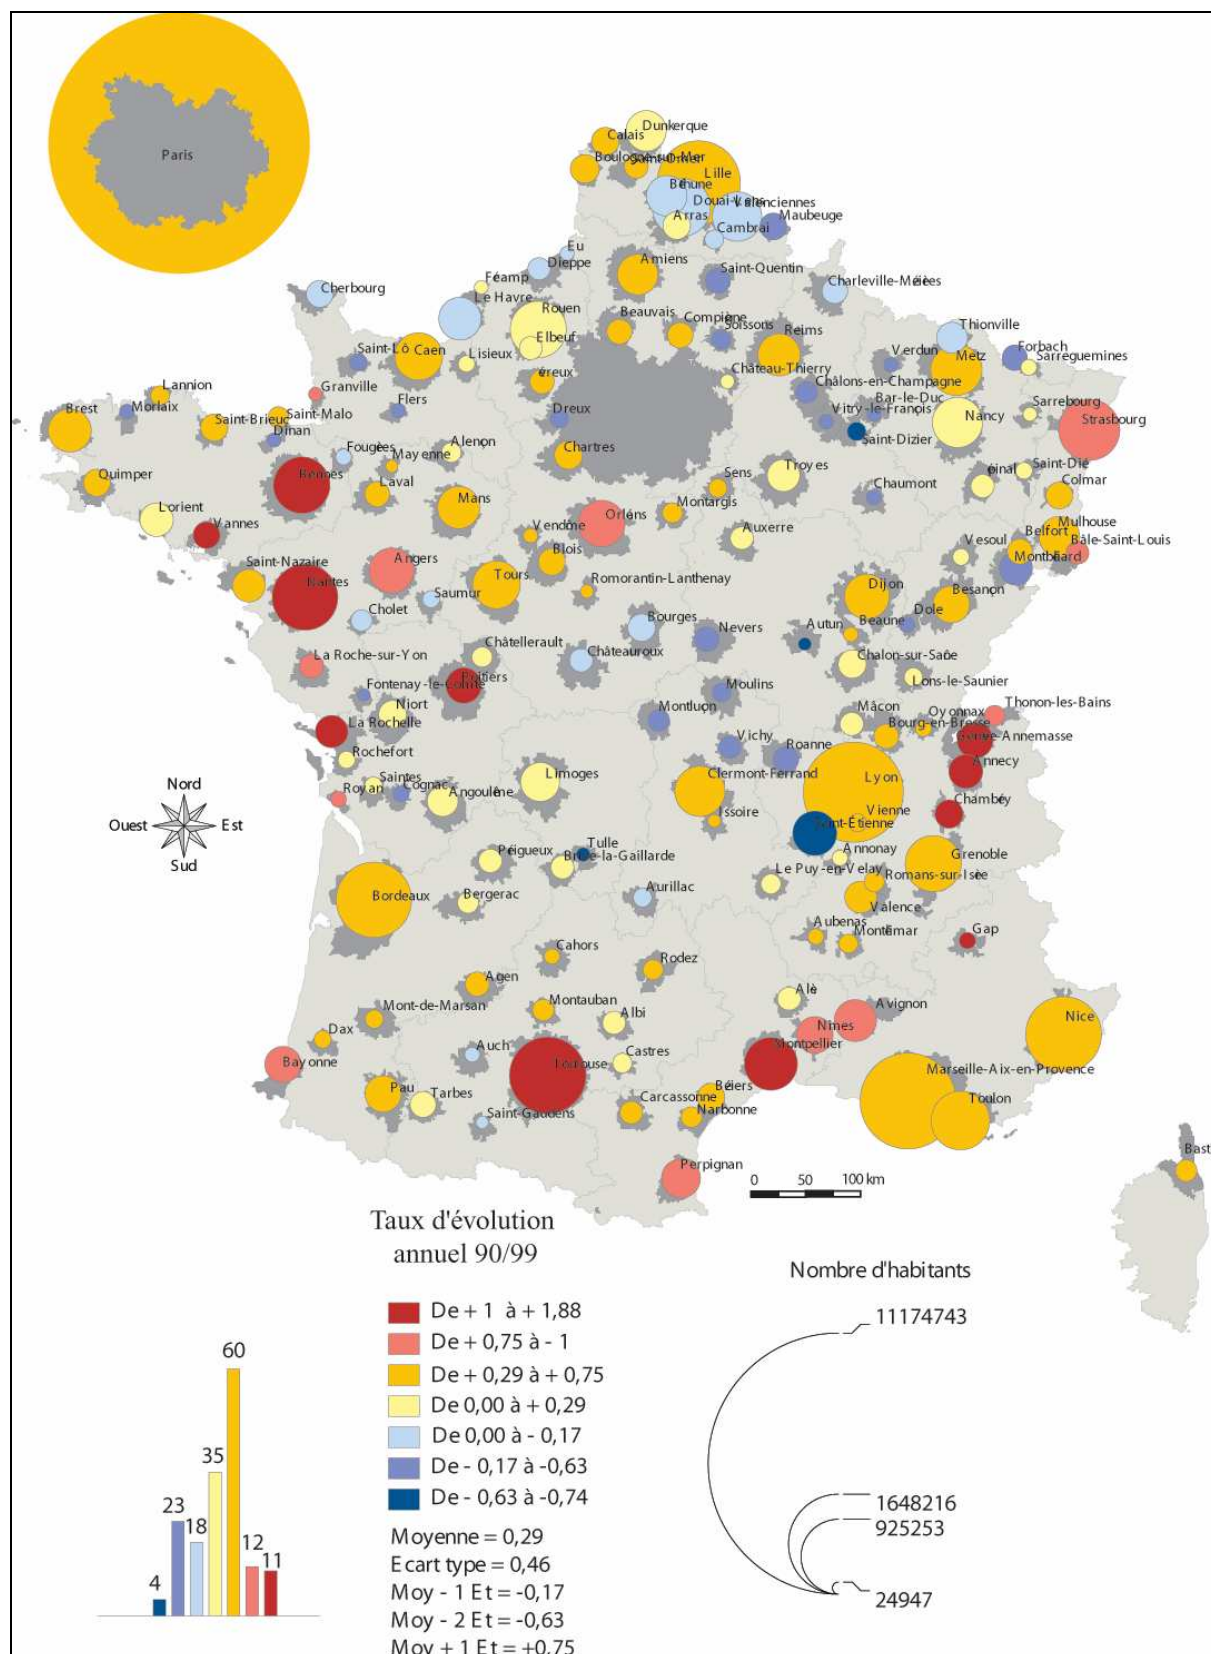 Paris
Dunkerque
Calais
Boulogne-sur-Mer
Saint-Omer
Lille
Béthune
Douai-Lens
Valenciennes
Maubeuge
Arras
Cambrai
Eu
Dieppe
Amiens
Saint-Quentin
Charleville-Mézières
Fécamp
Cherbourg
Le Havre
Rouen
Beauvais
Compiègne
Soissons
Reims
Thionville
Elbeuf
Verdun
Metz
Forbach
Sarreguemines
Saint-Lô
Caen
Lisieux
Château-Thierry
Châlons-en-Champagne
Lannion
Granville
évreux
Bar-le-Duc
Sarrebourg
Brest
Morlaix
Flers
Dreux
Vitry-le-François
Nancy
Strasbourg
Saint-Brieuc
Saint-Malo
Dinan
Saint-Dizier
Fougères
Mayenne
Alençon
Chartres
Quimper
Rennes
Laval
Mans
Sens
Troyes
épinal
Saint-Dié
Colmar
Chaumont
Montargis
Lorient
Vannes
Vendôme
Orléans
Auxerre
Mulhouse
Belfort
Bâle-Saint-Louis
Vesoul
Montbéliard
Saint-Nazaire
Angers
Blois
Nantes
Tours
Romorantin-Lanthenay
Dijon
Besançon
Saumur
Cholet
Bourges
Nevers
Autun
Beaune
Dole
Châtellerault
Châteauroux
Chalon-sur-Saône
La Roche-sur-Yon
Poitiers
Lons-le-Saunier
Fontenay-le-Comte
Moulins
Niort
Montluçon
Mâcon
Oyonnax
Thonon-les-Bains
La Rochelle
Bourg-en-Bresse
Genève-Annemasse
Vichy
Roanne
Rochefort
Annecy
Limoges
Clermont-Ferrand
Lyon
Saintes
Cognac
Royan
Angoulême
Chambéry
Issoire
Vienne
Saint-Étienne
Nord
Ouest
Est
Sud
Tulle
Périgueux
Brive-la-Gaillarde
Annonay
Grenoble
Le Puy-en-Velay
Romans-sur-Isère
Bordeaux
Bergerac
Aurillac
Valence
Aubenas
Montélimar
Gap
Cahors
Rodez
Agen
Mont-de-Marsan
Montauban
Albi
Alès
Avignon
Nice
Dax
Nîmes
Auch
Castres
Montpellier
Bayonne
Toulouse
Marseille-Aix-en-Provence
Pau
Tarbes
Béziers
Carcassonne
Narbonne
Toulon
Saint-Gaudens
Bast
Perpignan
0 50 100 km
Taux d'évolution
annuel 90/99
De + 1 à + 1,88
De + 0,75 à - 1
De + 0,29 à + 0,75
De 0,00 à + 0,29
De 0,00 à - 0,17
De - 0,17 à -0,63
De - 0,63 à -0,74
Moyenne = 0,29
Ecart type = 0,46
Moy - 1 Et = -0,17
Moy - 2 Et = -0,63
Moy + 1 Et = +0,75
4
23
18
35
60
12
11
Nombre d'habitants
11174743
1648216
925253
24947